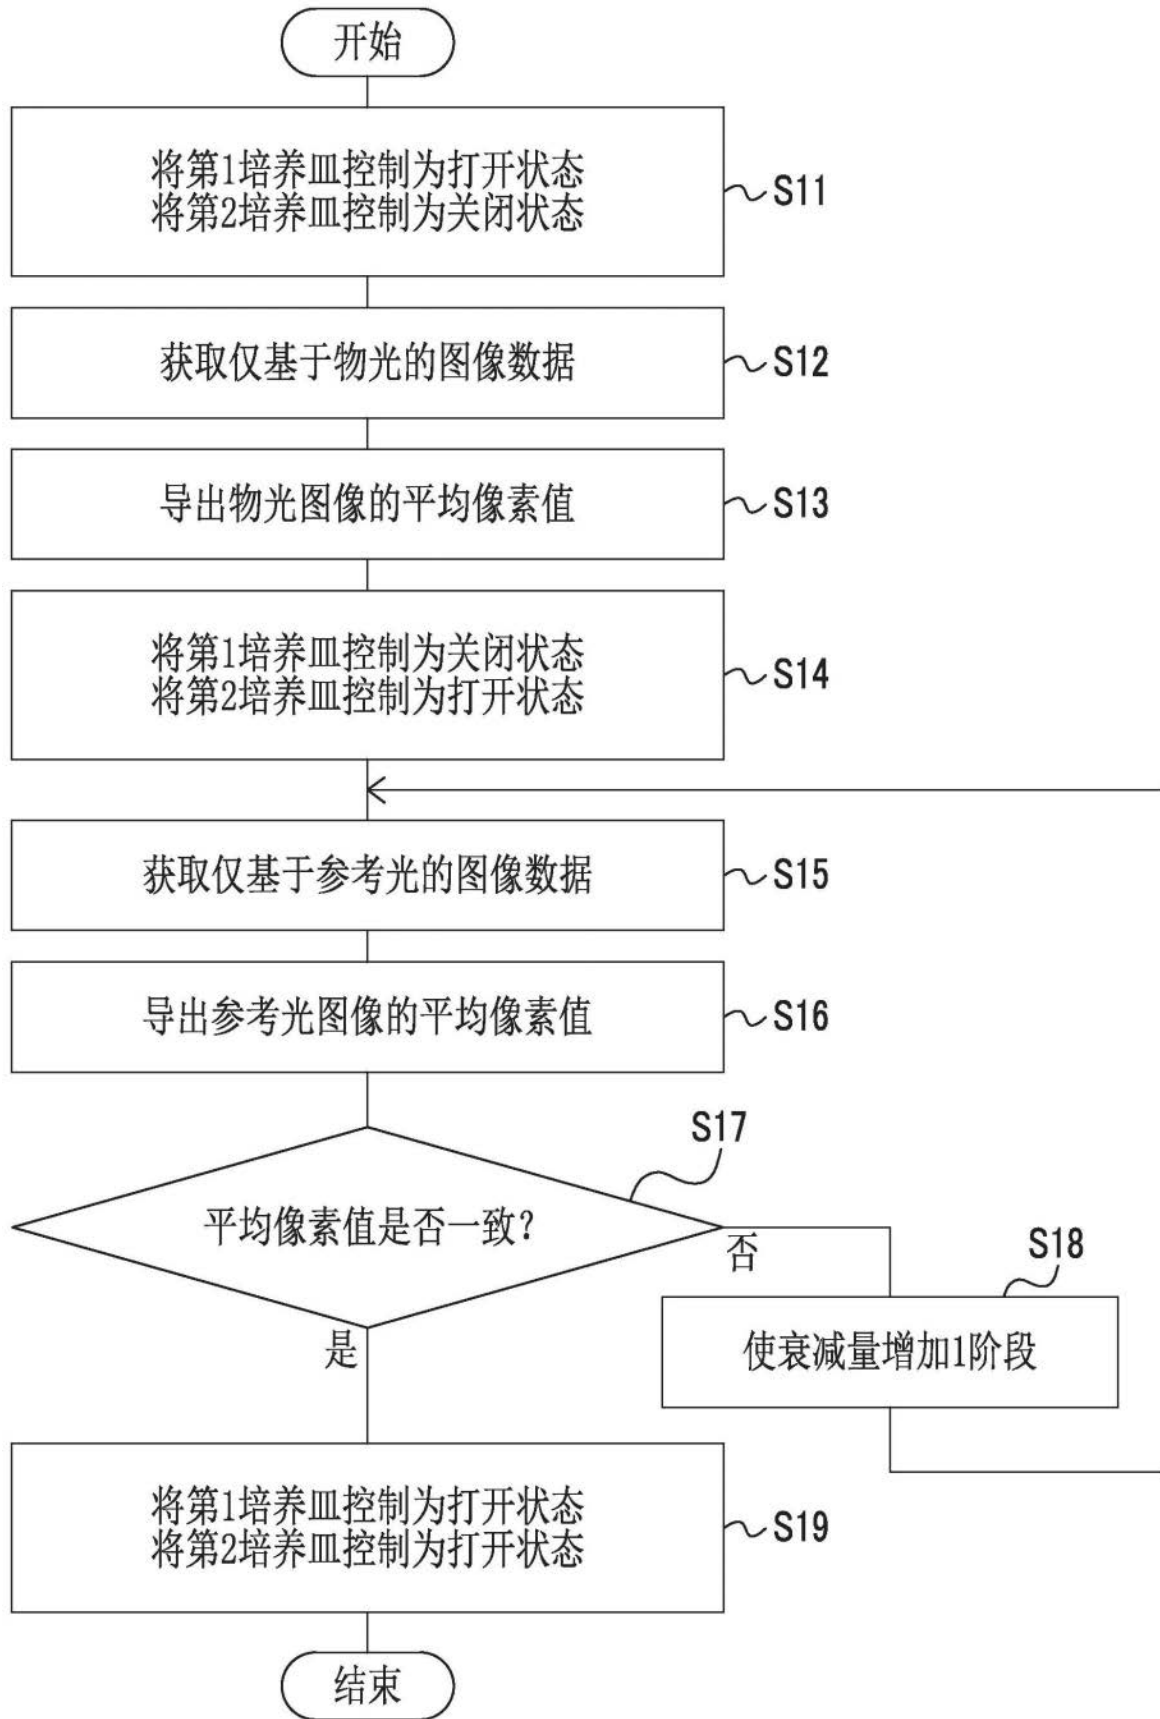 开始
将第1培养皿控制为打开状态
将第2培养皿控制为关闭状态
S11
获取仅基于物光的图像数据
S12
导出物光图像的平均像素值
S13
将第1培养皿控制为关闭状态
将第2培养皿控制为打开状态
S14
获取仅基于参考光的图像数据
S15
导出参考光图像的平均像素值
S16
S17
平均像素值是否一致?
否
是
S18
使衰减量增加1阶段
将第1培养皿控制为打开状态
将第2培养皿控制为打开状态
S19
结束